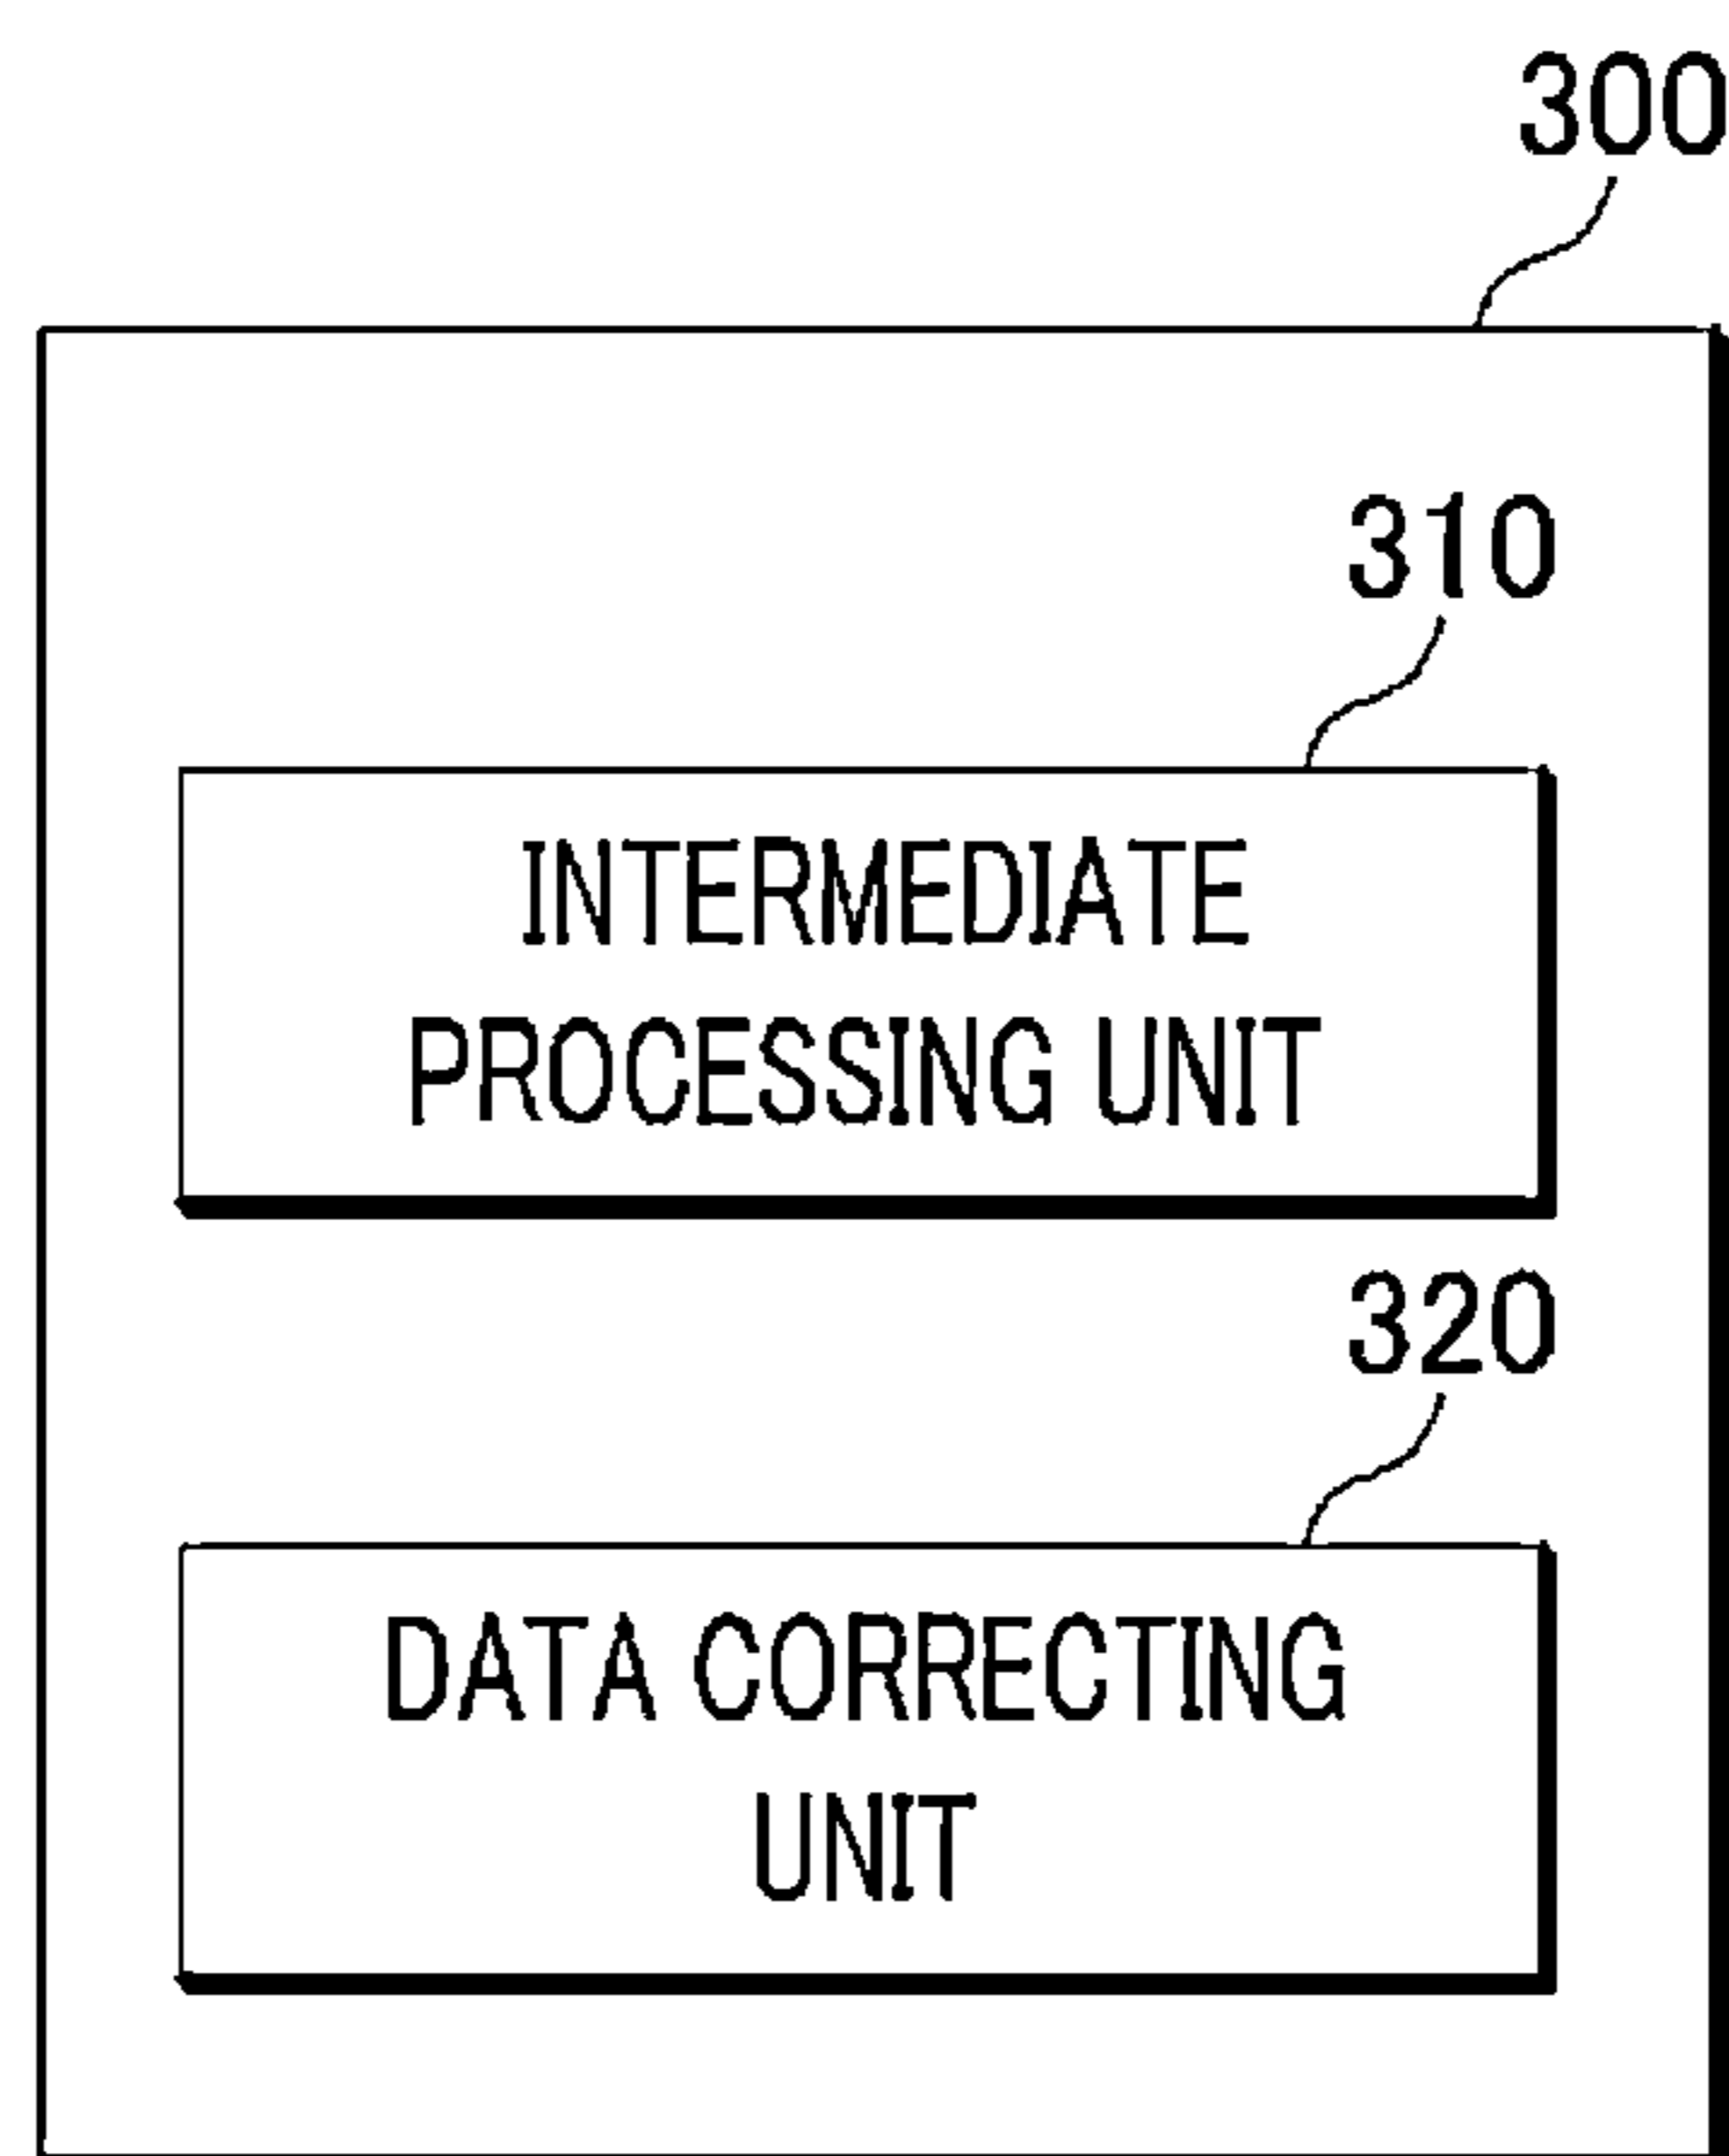 300
310
INTERMEDIATE
PROCESSING UNIT
320
DATA CORRECTING
UNIT